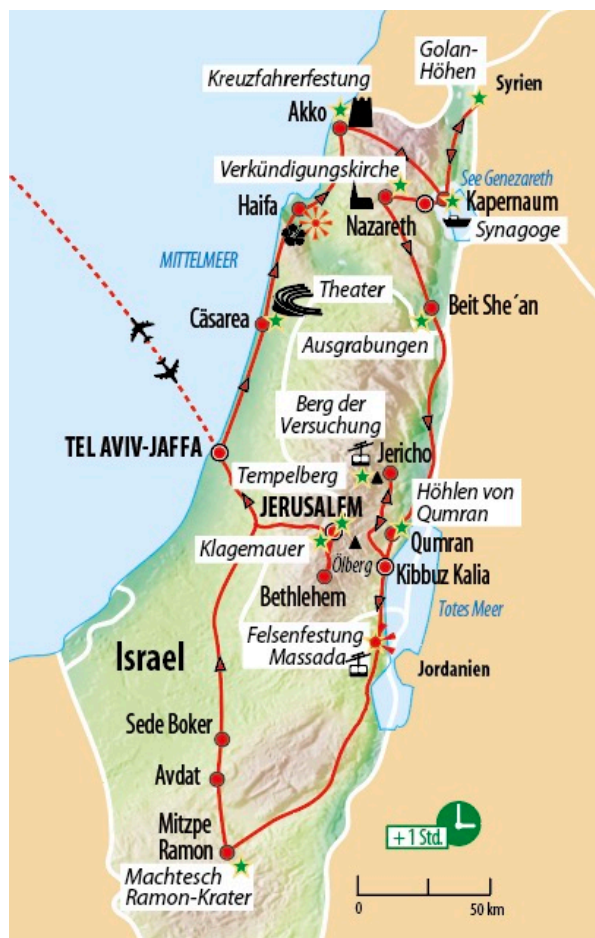 Golan-
Höhen
Kreuzfahrerfestung
Syrien
Akko
Verkündigungskirche
See Genezareth
Haifa
Nazareth
Kapernaum
Synagoge
MITTELMEER
Theater
Beit She´an
Cäsarea
Ausgrabungen
Berg der
Versuchung
TEL AVIV-JAFFA
Jericho
Tempelberg
Höhlen von
Qumran
JERUSALEM
Klagemauer
Qumran
Ölberg
Kibbuz Kalia
Bethlehem
Totes Meer
Felsenfestung
Massada
Israel
Jordanien
Sede Boker
Avdat
Mitzpe
Ramon
+ 1 Std.
Machtesch
Ramon-Krater
0
50 km